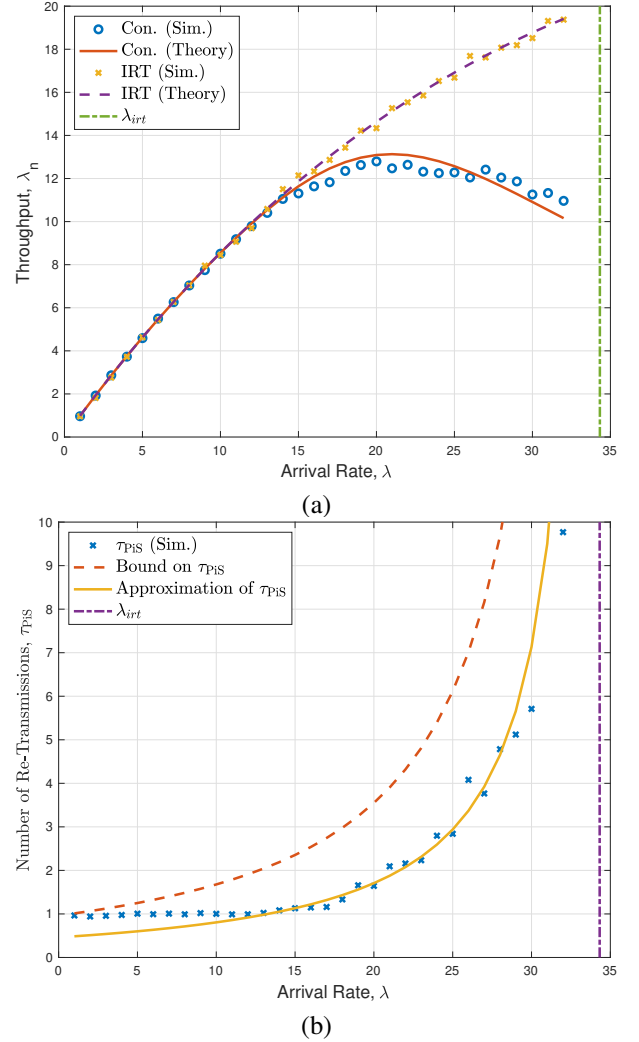 20
18
16
14
12
10
8
6
4
2
0
Throughput, λn
Con. (Sim.)
Con. (Theory)
IRT (Sim.)
IRT (Theory)
λirt
0 5 10 15 20 25 30 35
Arrival Rate, λ
(a)
10
9
8
7
6
5
4
3
2
1
0
Number of Re-Transmissions, τPiS
τPiS (Sim.)
Bound on τPiS
Approximation of τPiS
λirt
0 5 10 15 20 25 30 35
Arrival Rate, λ
(b)